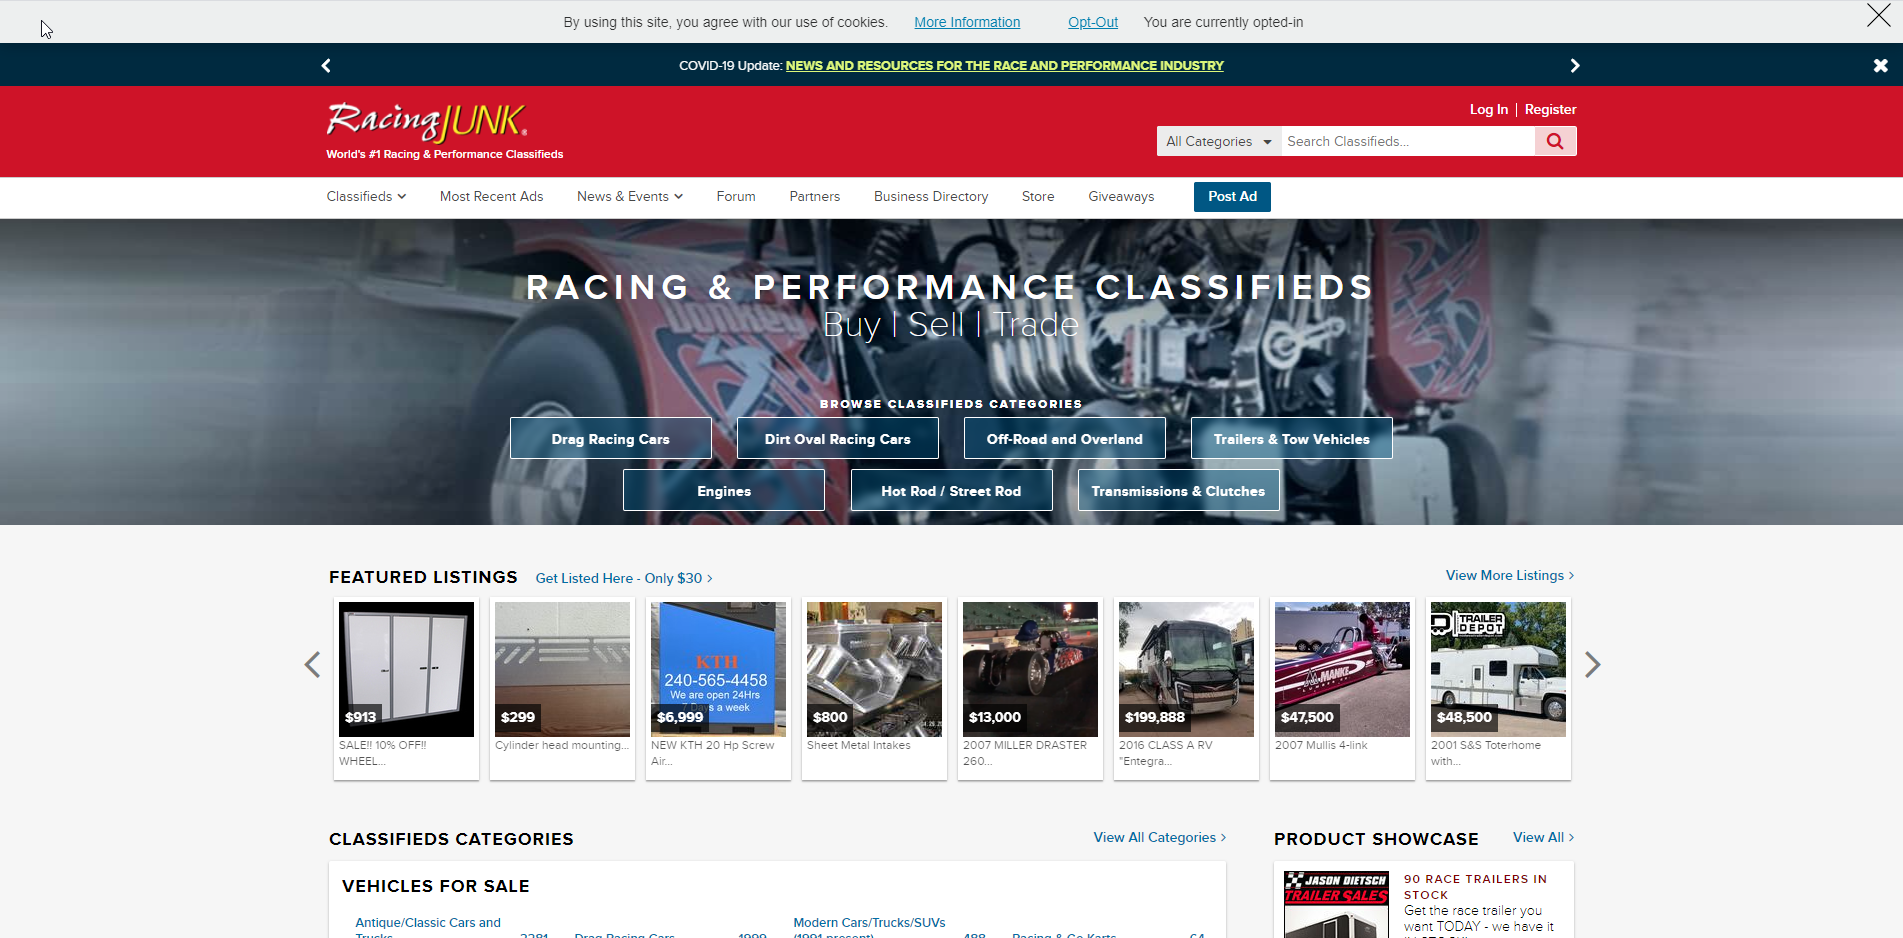 By using this site, you agree with our use of cookies. More Information Opt-Out You are currently opted-in
COVID-19 Update: NEWS AND RESOURCES FOR THE RACE AND PERFORMANCE INDUSTRY
RacingJUNK®
World's #1 Racing & Performance Classifieds
Log In | Register
All Categories Search Classifieds...
Classifieds Most Recent Ads News & Events Forum Partners Business Directory Store Giveaways Post Ad
RACING & PERFORMANCE CLASSIFIEDS
Buy | Sell | Trade
BROWSE CLASSIFIEDS CATEGORIES
Drag Racing Cars Dirt Oval Racing Cars Off-Road and Overland Trailers & Tow Vehicles
Engines Hot Rod / Street Rod Transmissions & Clutches
FEATURED LISTINGS Get Listed Here - Only $30 > View More Listings >
$913
SALE!! 10% OFF!!
WHEEL...
$299
Cylinder head mounting...
KTH
240-565-4458
We are open 24Hrs
7 Days a week
$6,999
NEW KTH 20 Hp Screw
Air...
$800
Sheet Metal Intakes
$13,000
2007 MILLER DRASTER
260...
$199,888
2016 CLASS A RV
"Entegra...
MANKE
LUMBER
$47,500
2007 Mullis 4-link
TRAILER
DEPOT
$48,500
2001 S&S Toterhome
with...
CLASSIFIEDS CATEGORIES View All Categories >
VEHICLES FOR SALE
Antique/Classic Cars and
Trucks 2281
Drag Racing Cars 1999
Modern Cars/Trucks/SUVs
(1991-present) 488
Racing & Go Karts 64
PRODUCT SHOWCASE View All >
JASON DIETSCH
TRAILER SALES
90 RACE TRAILERS IN
STOCK
Get the race trailer you
want TODAY - we have it
IN STOCK!